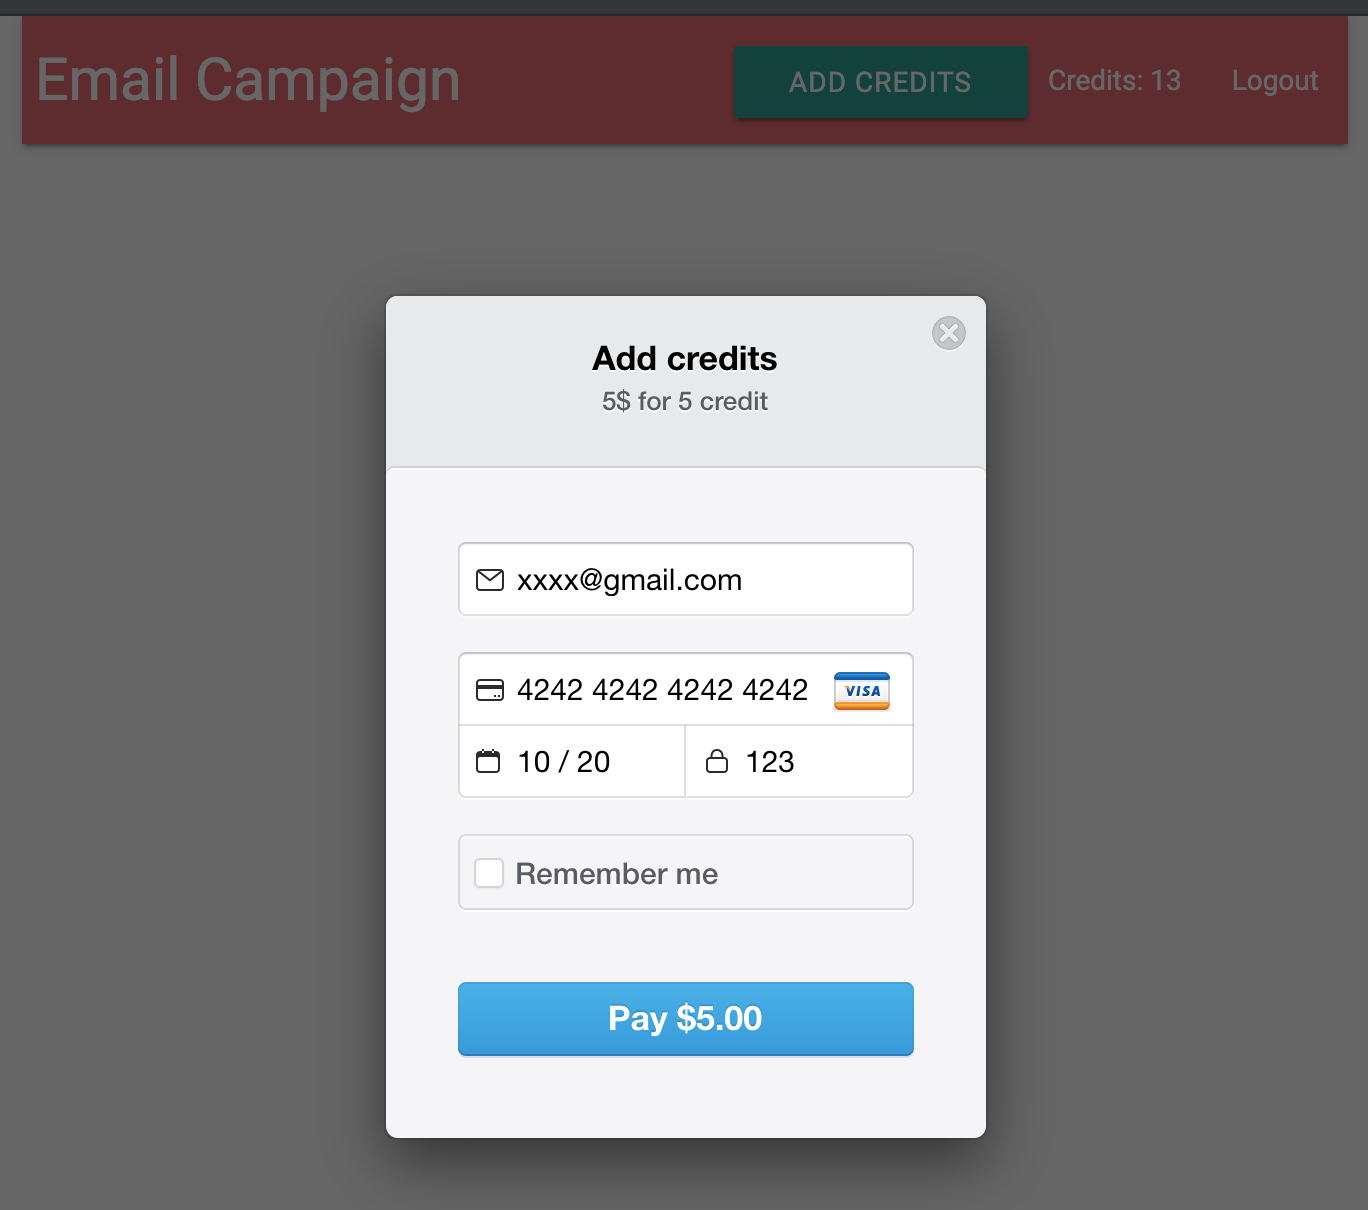 Email Campaign
ADD CREDITS
Credits: 13
Logout
Add credits
5$ for 5 credit
xxxx@gmail.com
4242 4242 4242 4242
VISA
10 / 20
123
Remember me
Pay $5.00